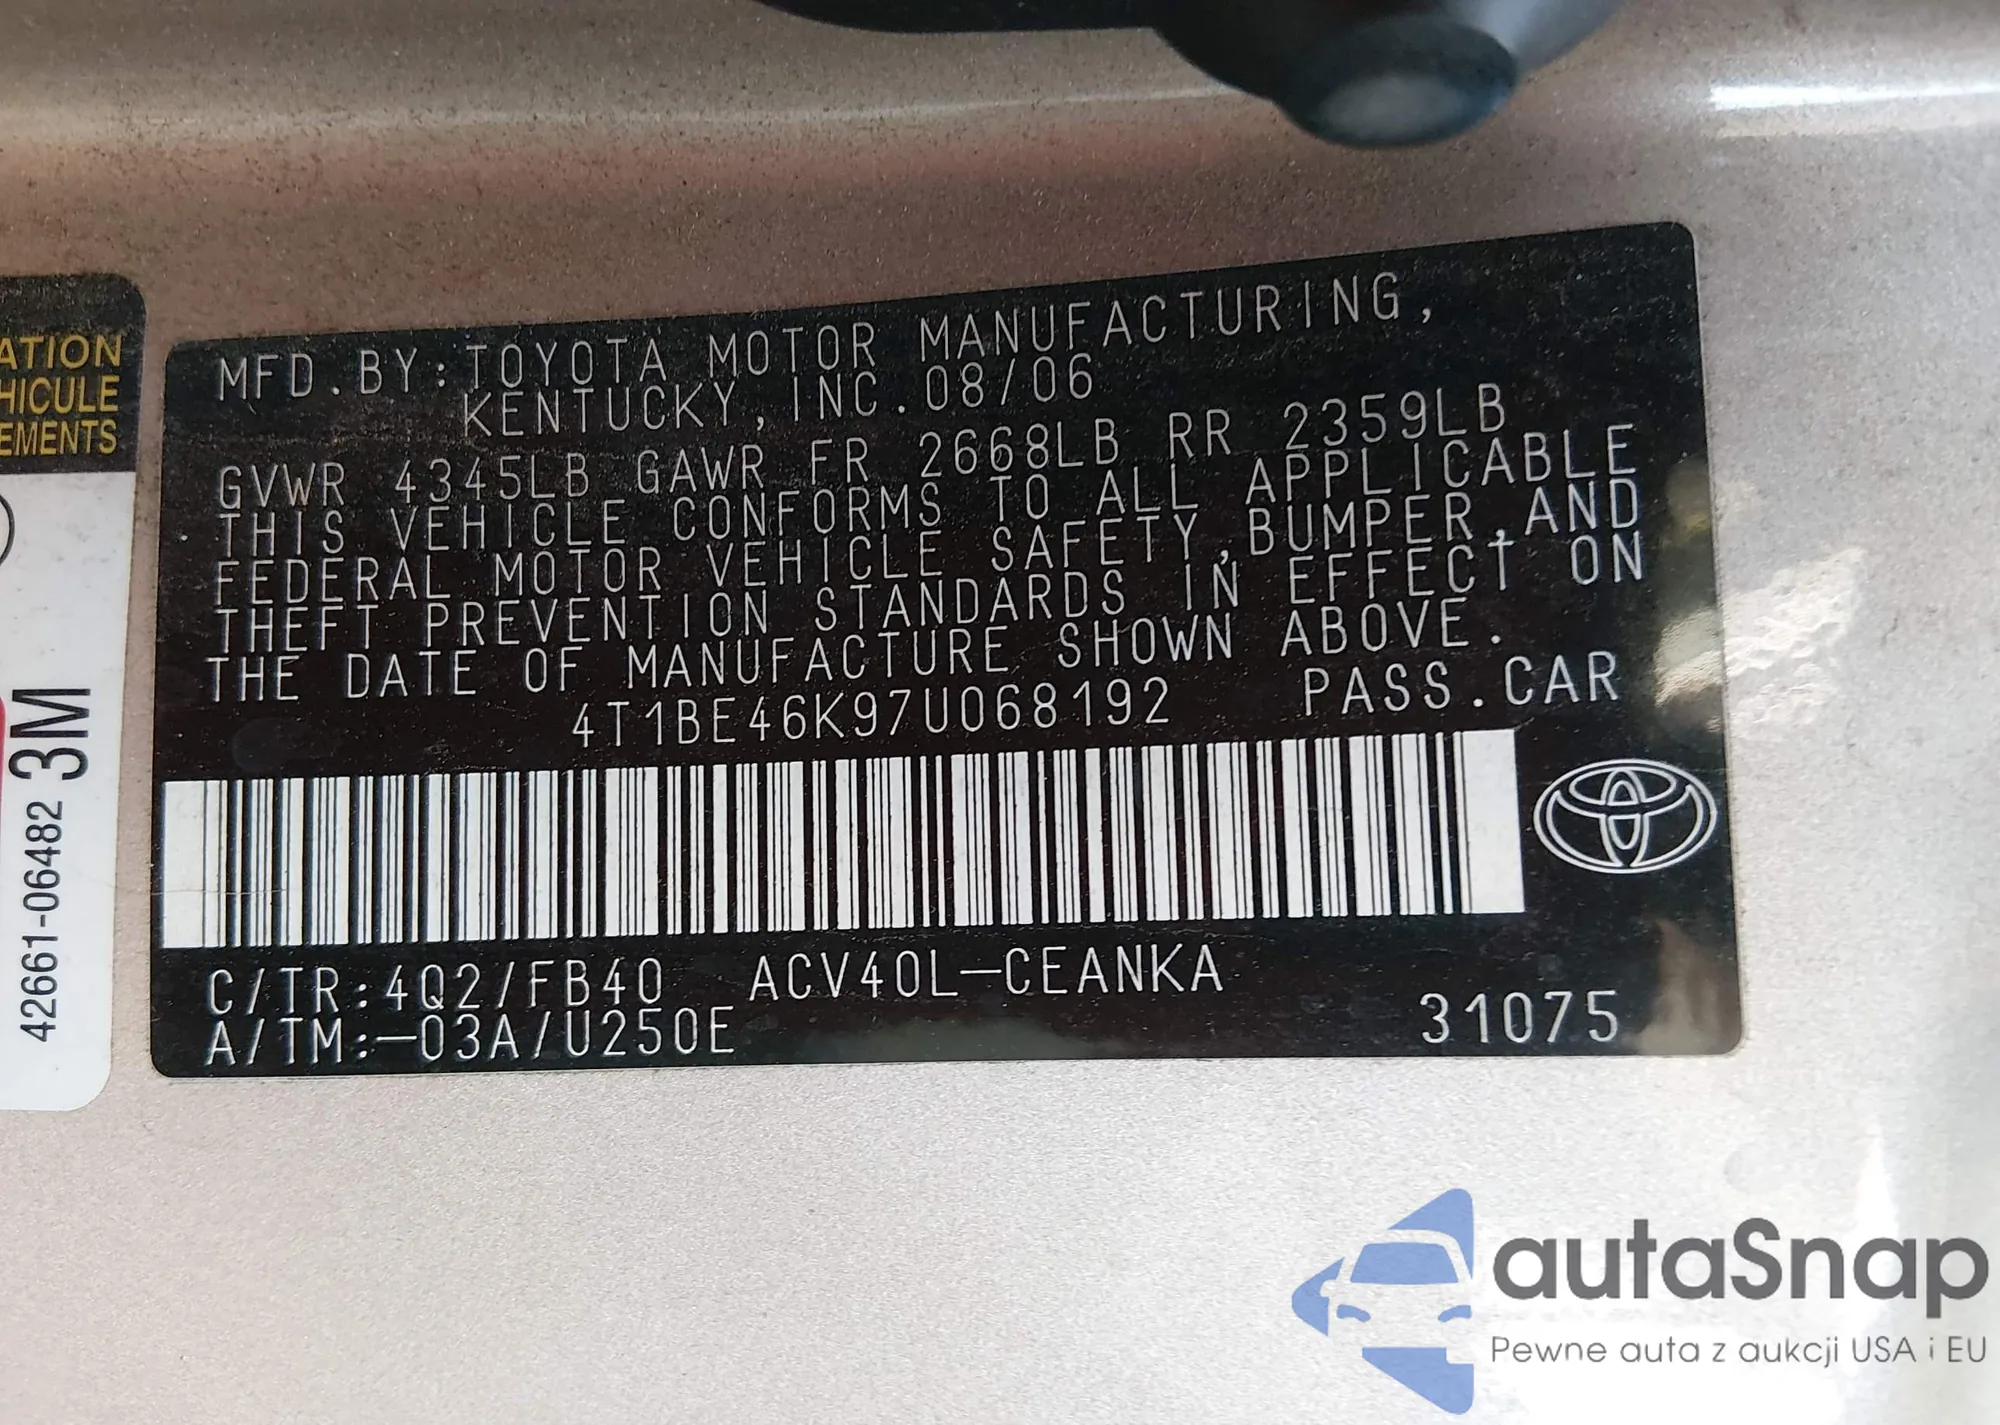 MFD.BY:TOYOTA MOTOR MANUFACTURING,
KENTUCKY,INC.08/06
GVWR 4345LB GAWR FR 2668LB RR 2359LB
THIS VEHICLE CONFORMS TO ALL APPLICABLE
FEDERAL MOTOR VEHICLE SAFETY,BUMPER,AND
THEFT PREVENTION STANDARDS IN EFFECT ON
THE DATE OF MANUFACTURE SHOWN ABOVE.
4T1BE46K97U068192 PASS.CAR
C/TR:4Q2/FB40 ACV40L-CEANKA
A/TM:-03A/U250E 31075
ATION
HICULE
EMENTS
42661-06482 3M
autaSnap
Pewne auta z aukcji USA i EU